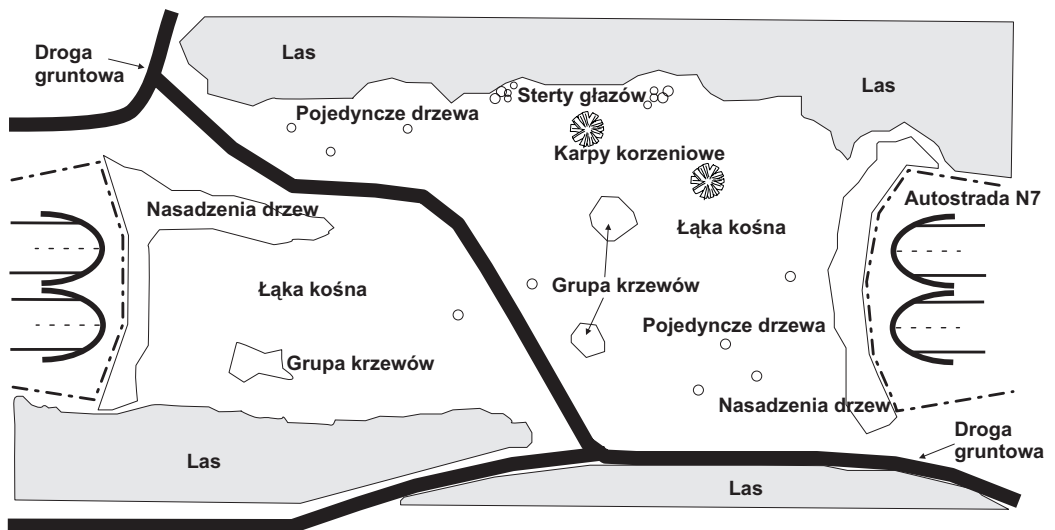 Droga
gruntowa
Las
Las
Pojedyncze drzewa
Sterty głazów
Karpy korzeniowe
Nasadzenia drzew
Autostrada N7
Łąka kośna
Łąka kośna
Grupa krzewów
Pojedyncze drzewa
Grupa krzewów
Nasadzenia drzew
Droga
gruntowa
Las
Las